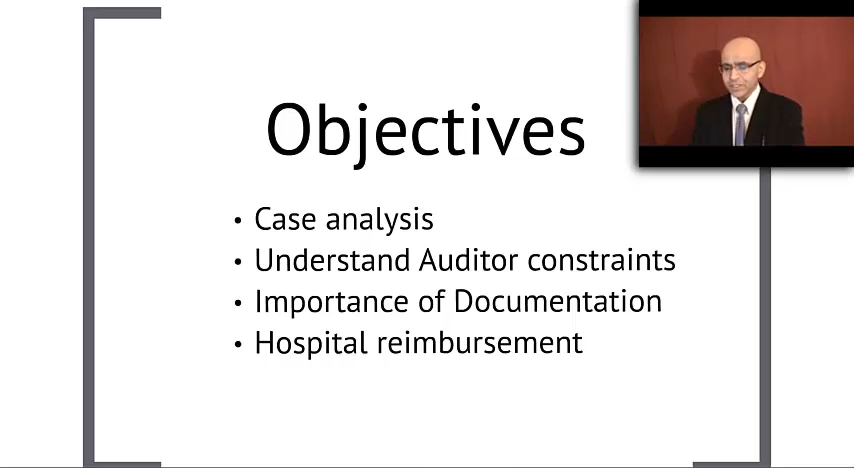 Objectives
• Case analysis
• Understand Auditor constraints
• Importance of Documentation
• Hospital reimbursement